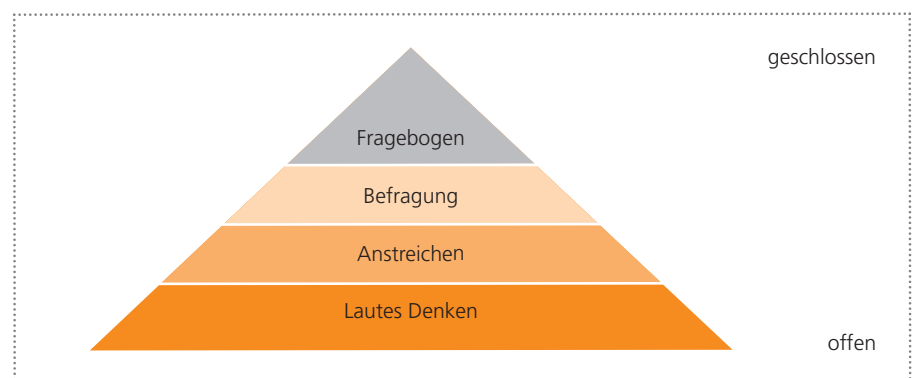 geschlossen
Fragebogen
Befragung
Anstreichen
Lautes Denken
offen